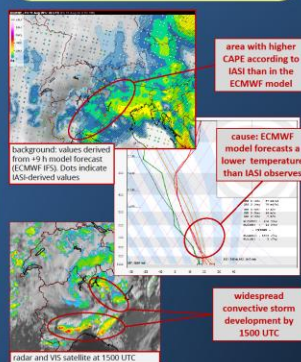 area with higher
CAPE according to
IASI than in the
ECMWF model
background: values derived
from +9 h model forecast
(ECMWF IFS). Dots indicate
IASI-derived values
cause: ECMWF
model forecasts a
lower temperature
than IASI observes
widespread
convective storm
development by
1500 UTC
radar and VIS satellite at 1500 UTC